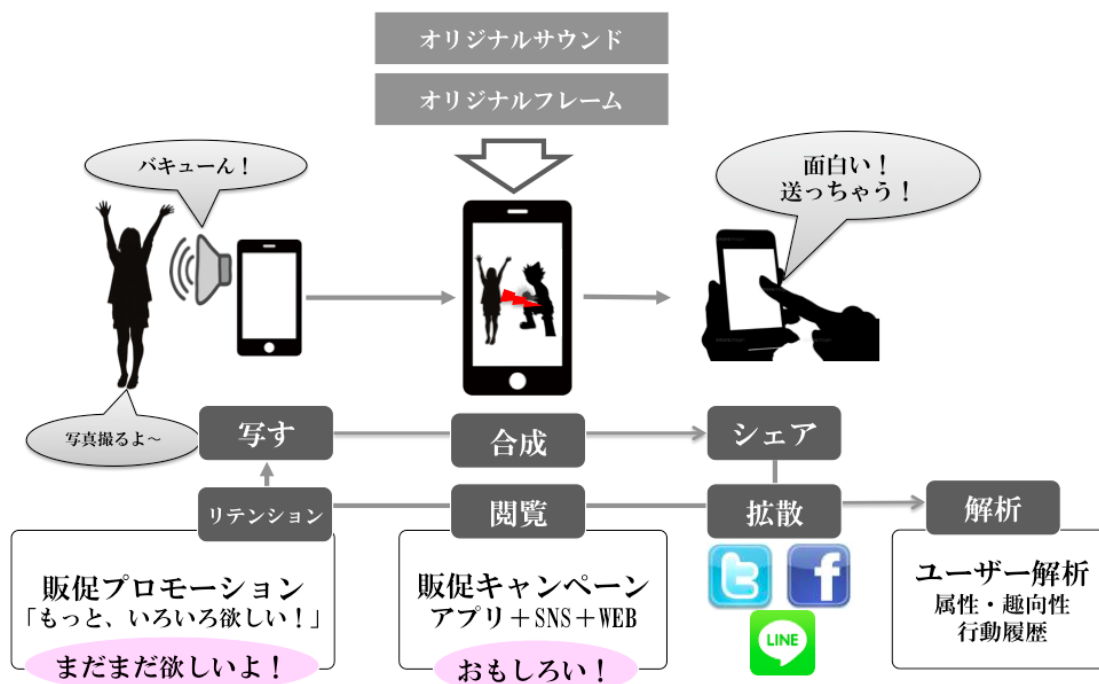 オリジナルサウンド
オリジナルフレーム
バキューん！
面白い！
送っちゃう！
写真撮るよ～
写す
合成
シェア
リテンション
閲覧
拡散
解析
販促プロモーション
「もっと、いろいろ欲しい！」
まだまだ欲しいよ！
販促キャンペーン
アプリ＋SNS＋WEB
おもしろい！
LINE
ユーザー解析
属性・趣向性
行動履歴